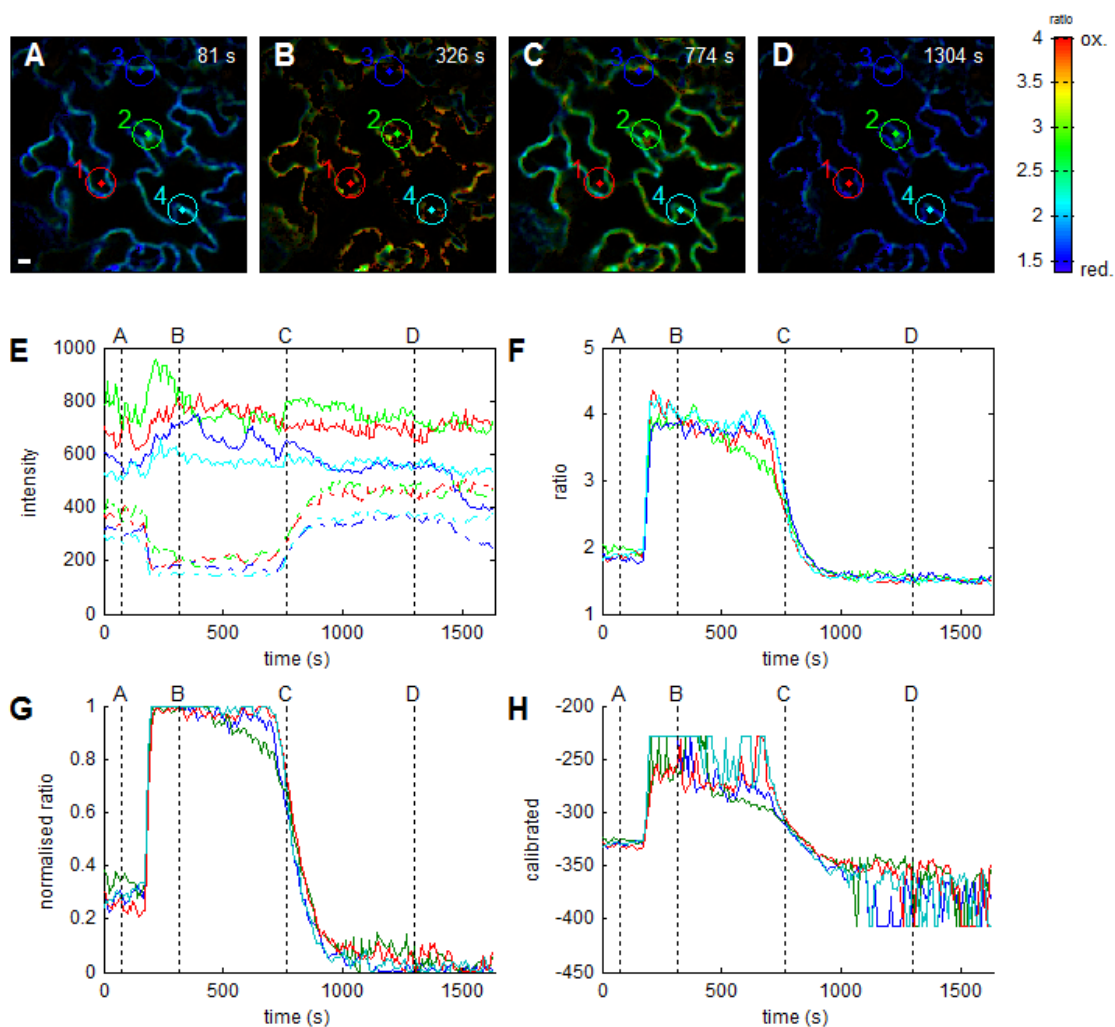 A 81 s
3
2
1
4
B 326 s
3
2
1
4
C 774 s
3
2
1
4
D 1304 s
3
2
1
4
ratio
4 ox.
3.5
3
2.5
2
1.5 red.
E
A B C D
1000
800
600
400
200
0
intensity
0 500 1000 1500
time (s)
F
A B C D
5
4
3
2
1
ratio
0 500 1000 1500
time (s)
G
A B C D
1
0.8
0.6
0.4
0.2
0
normalised ratio
0 500 1000 1500
time (s)
H
A B C D
-200
-250
-300
-350
-400
-450
calibrated
0 500 1000 1500
time (s)